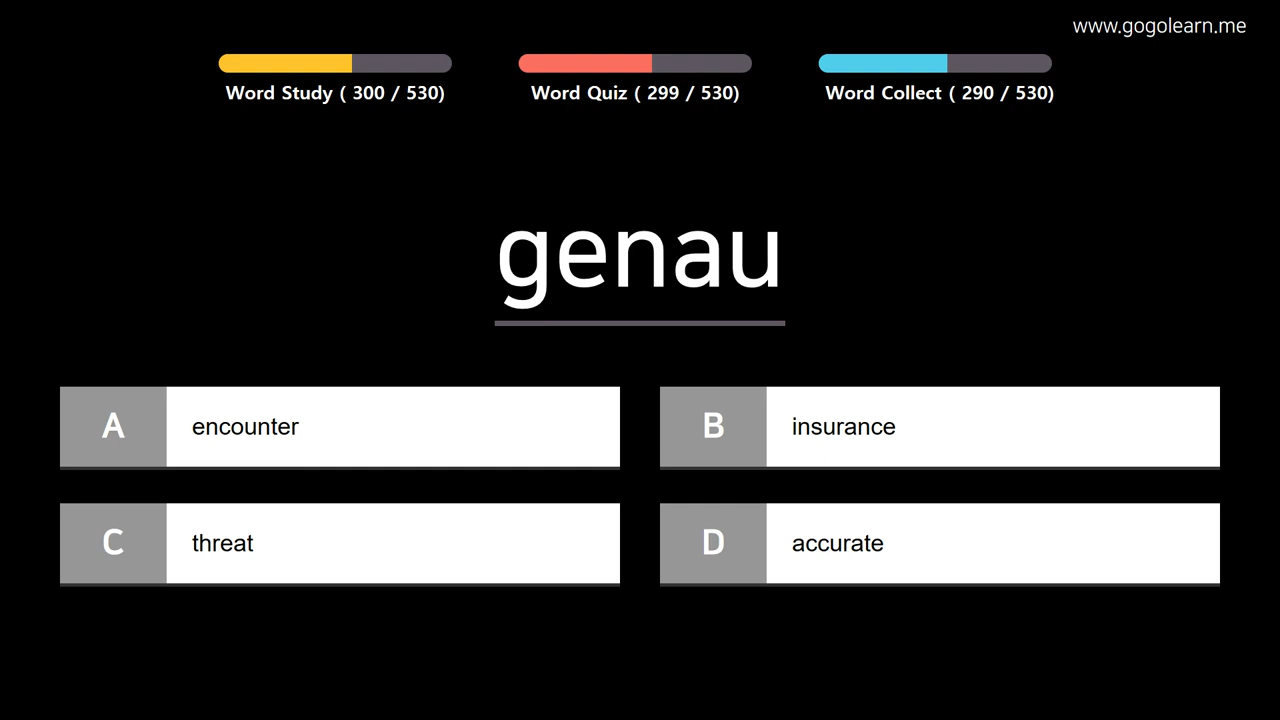 www.gogolearn.me
Word Study ( 300 / 530)
Word Quiz ( 299 / 530)
Word Collect ( 290 / 530)
genau
A encounter
B insurance
C threat
D accurate